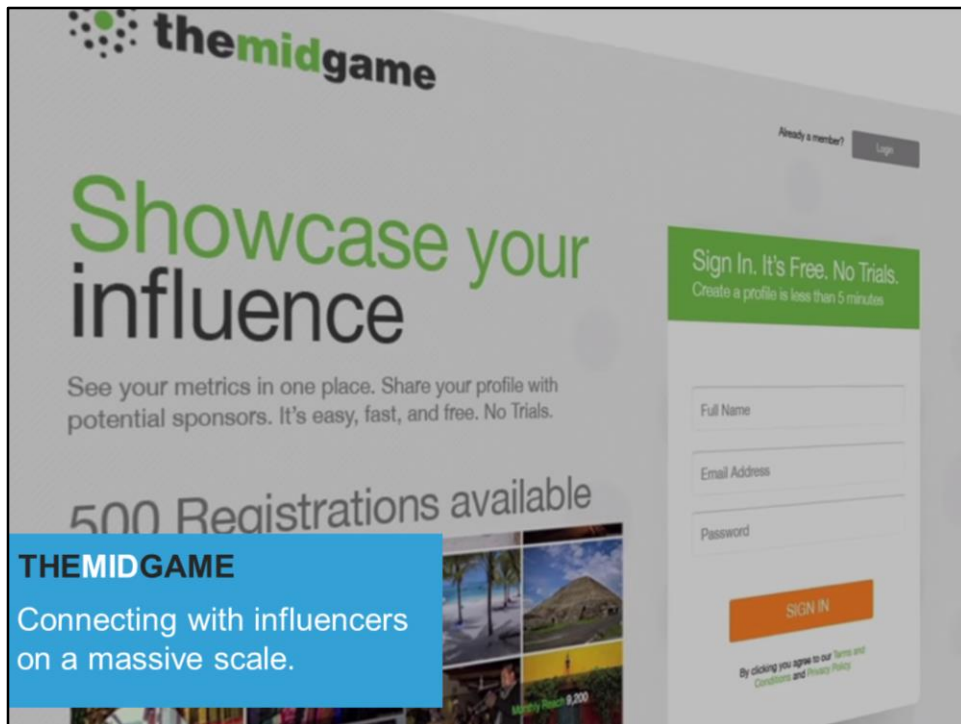 themidgame
Already a member?
Login
Showcase your
influence
Sign In. It's Free. No Trials.
Create a profile is less than 5 minutes
See your metrics in one place. Share your profile with
potential sponsors. It's easy, fast, and free. No Trials.
Full Name
Email Address
Password
500 Registrations available
SIGN IN
By clicking you agree to our Terms and
Conditions and Privacy Policy
Monthly Reach 9,200
THEMIDGAME
Connecting with influencers
on a massive scale.